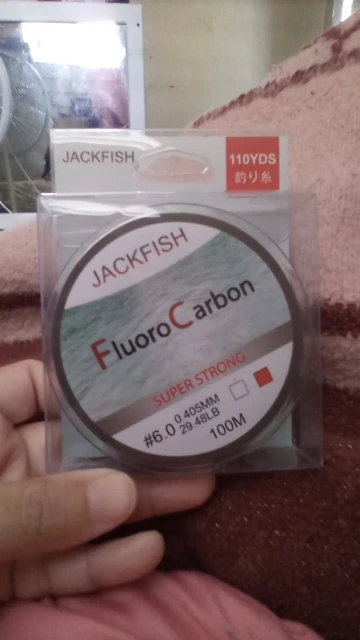 JACKFISH
110YDS
釣り糸
JACKFISH
FluoroCarbon
SUPER STRONG
#6.0
0.405MM
29.48LB
100M